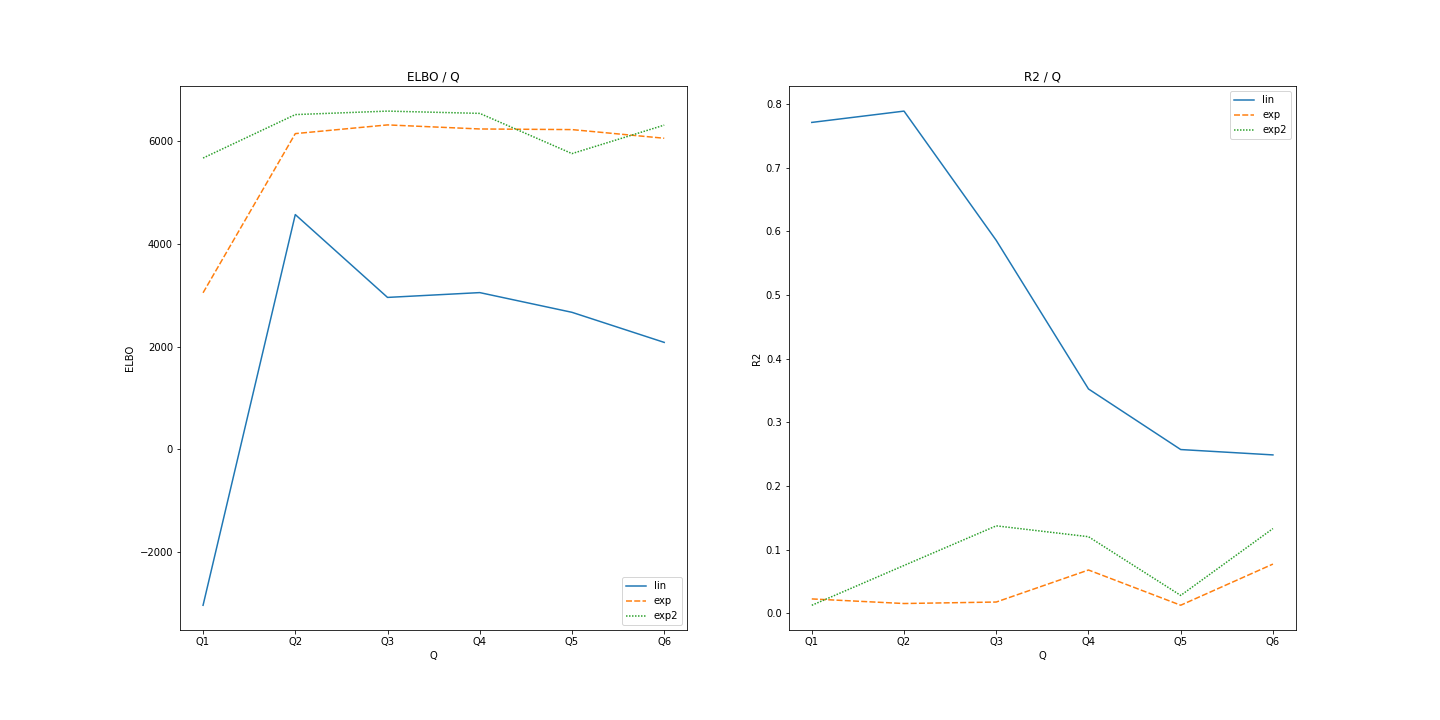 ELBO / Q
ELBO
6000
4000
2000
0
−2000
Q1 Q2 Q3 Q4 Q5 Q6
Q
lin
exp
exp2
R2 / Q
R2
0.8
0.7
0.6
0.5
0.4
0.3
0.2
0.1
0.0
Q1 Q2 Q3 Q4 Q5 Q6
Q
lin
exp
exp2